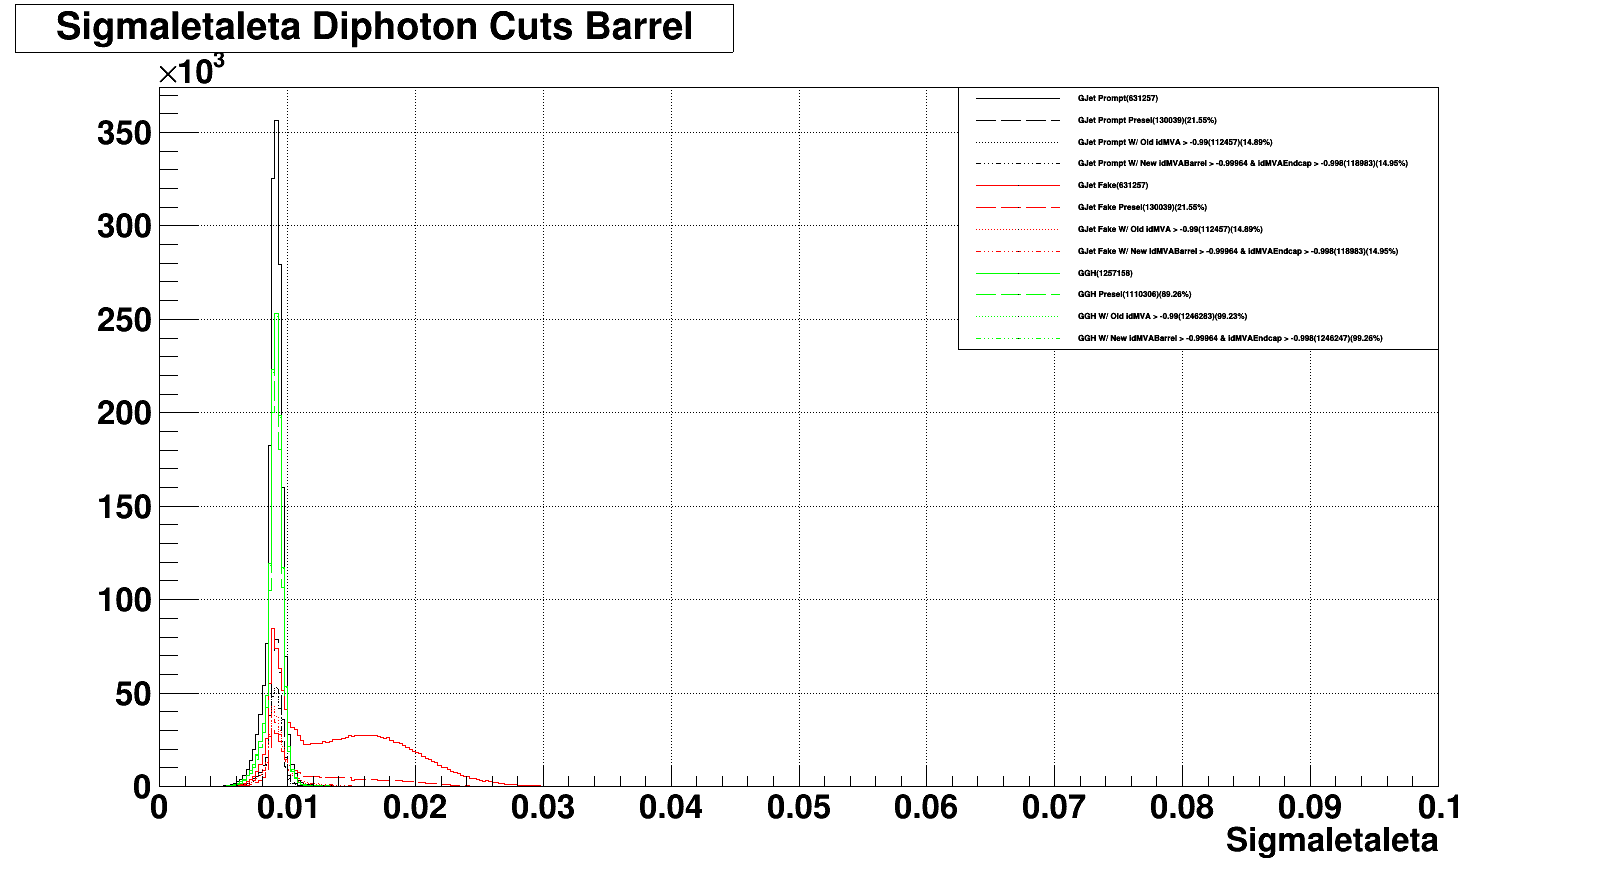 Sigmaletaleta Diphoton Cuts Barrel
×10³
350
300
250
200
150
100
50
0
GJet Prompt(631257)
GJet Prompt Presel(130039)(21.55%)
GJet Prompt W/ Old idMVA > -0.99(112457)(14.89%)
GJet Prompt W/ New idMVABarrel > -0.99964 & idMVAEndcap > -0.998(118983)(14.95%)
GJet Fake(631257)
GJet Fake Presel(130039)(21.55%)
GJet Fake W/ Old idMVA > -0.99(112457)(14.89%)
GJet Fake W/ New idMVABarrel > -0.99964 & idMVAEndcap > -0.998(118983)(14.95%)
GGH(1257158)
GGH Presel(1110306)(89.26%)
GGH W/ Old idMVA > -0.99(1246283)(99.23%)
GGH W/ New idMVABarrel > -0.99964 & idMVAEndcap > -0.998(1246247)(99.26%)
0 0.01 0.02 0.03 0.04 0.05 0.06 0.07 0.08 0.09 0.1
Sigmaletaleta